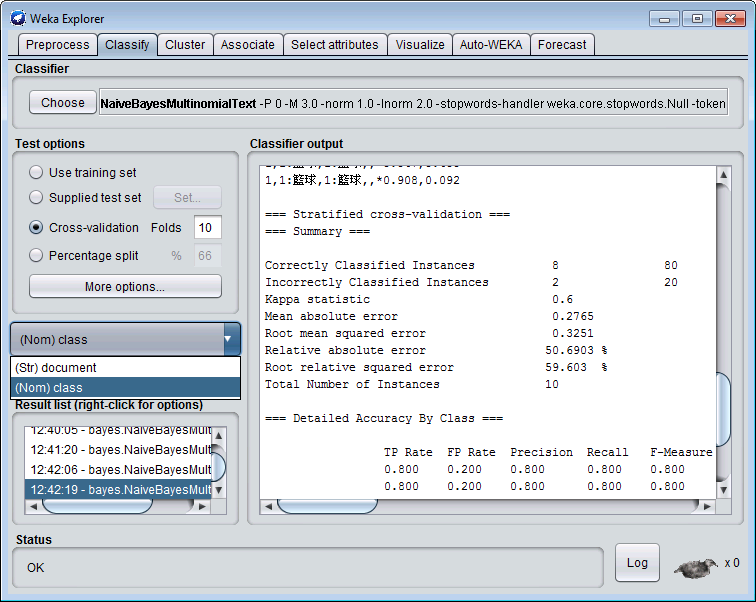 Weka Explorer
Preprocess Classify Cluster Associate Select attributes Visualize Auto-WEKA Forecast
Classifier
Choose NaiveBayesMultinomialText -P 0 -M 3.0 -norm 1.0 -lnorm 2.0 -stopwords-handler weka.core.stopwords.Null -token
Test options
Use training set
Supplied test set Set...
Cross-validation Folds 10
Percentage split % 66
More options...
(Nom) class
(Str) document
(Nom) class
Result list (right-click for options)
12:40:05 - bayes.NaiveBayesMult
12:41:20 - bayes.NaiveBayesMult
12:42:06 - bayes.NaiveBayesMult
12:42:19 - bayes.NaiveBayesMult
Classifier output
1,1:籃球,1:籃球,,*0.908,0.092
=== Stratified cross-validation ===
=== Summary ===
Correctly Classified Instances 8 80
Incorrectly Classified Instances 2 20
Kappa statistic 0.6
Mean absolute error 0.2765
Root mean squared error 0.3251
Relative absolute error 50.6903 %
Root relative squared error 59.603 %
Total Number of Instances 10
=== Detailed Accuracy By Class ===
TP Rate FP Rate Precision Recall F-Measure
0.800 0.200 0.800 0.800 0.800
0.800 0.200 0.800 0.800 0.800
Status
OK
Log
x 0